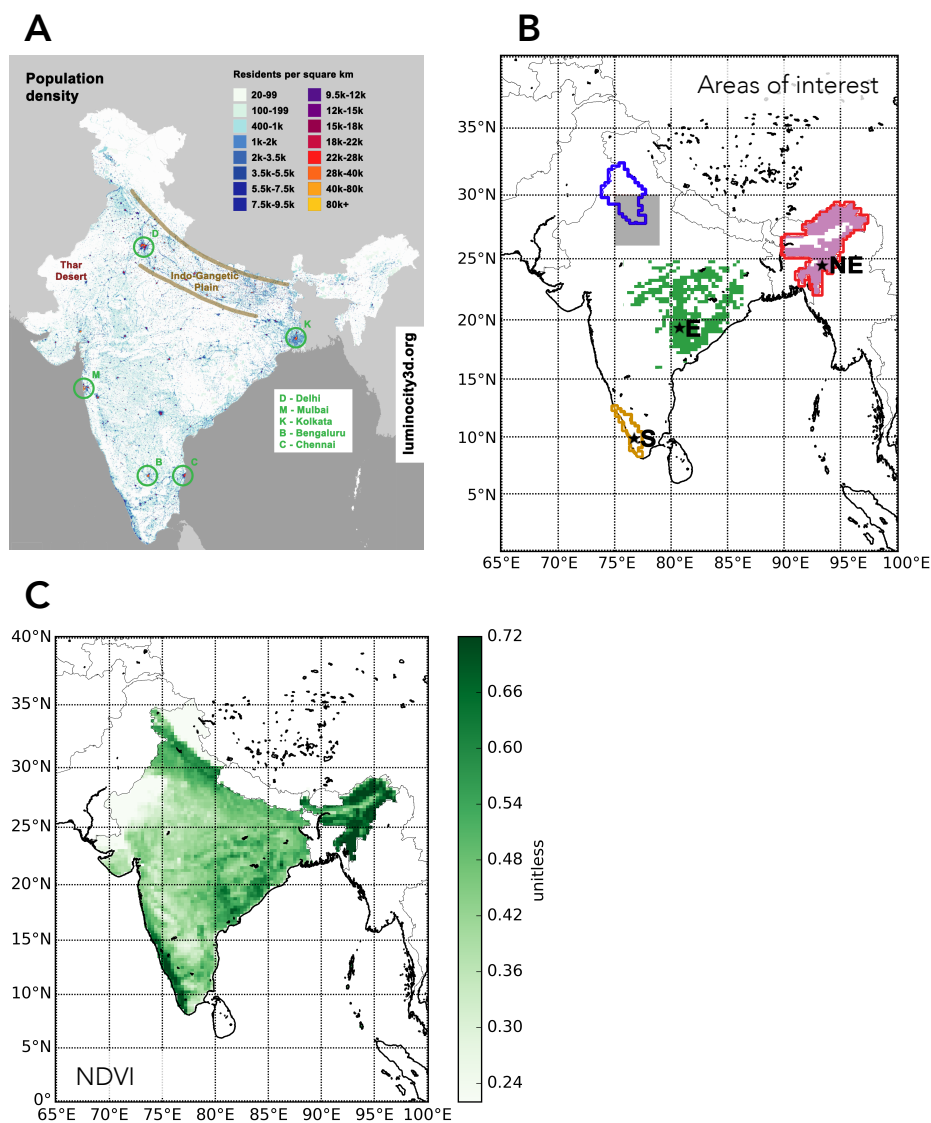 A
Population
density
Residents per square km
20-99
100-199
400-1k
1k-2k
2k-3.5k
3.5k-5.5k
5.5k-7.5k
7.5k-9.5k
9.5k-12k
12k-15k
15k-18k
18k-22k
22k-28k
28k-40k
40k-80k
80k+
D
Thar
Desert
Indo-Gangetic
Plain
K
M
B
C
D - Delhi
M - Muibai
K - Kolkata
B - Bengaluru
C - Chennai
luminocity3d.org
B
Areas of interest
35°N
30°N
25°N
20°N
15°N
10°N
5°N
NE
E
S
65°E 70°E 75°E 80°E 85°E 90°E 95°E 100°E
C
40°N
35°N
30°N
25°N
20°N
15°N
10°N
5°N
0°
NDVI
65°E 70°E 75°E 80°E 85°E 90°E 95°E 100°E
0.72
0.66
0.60
0.54
0.48
0.42
0.36
0.30
0.24
unitless